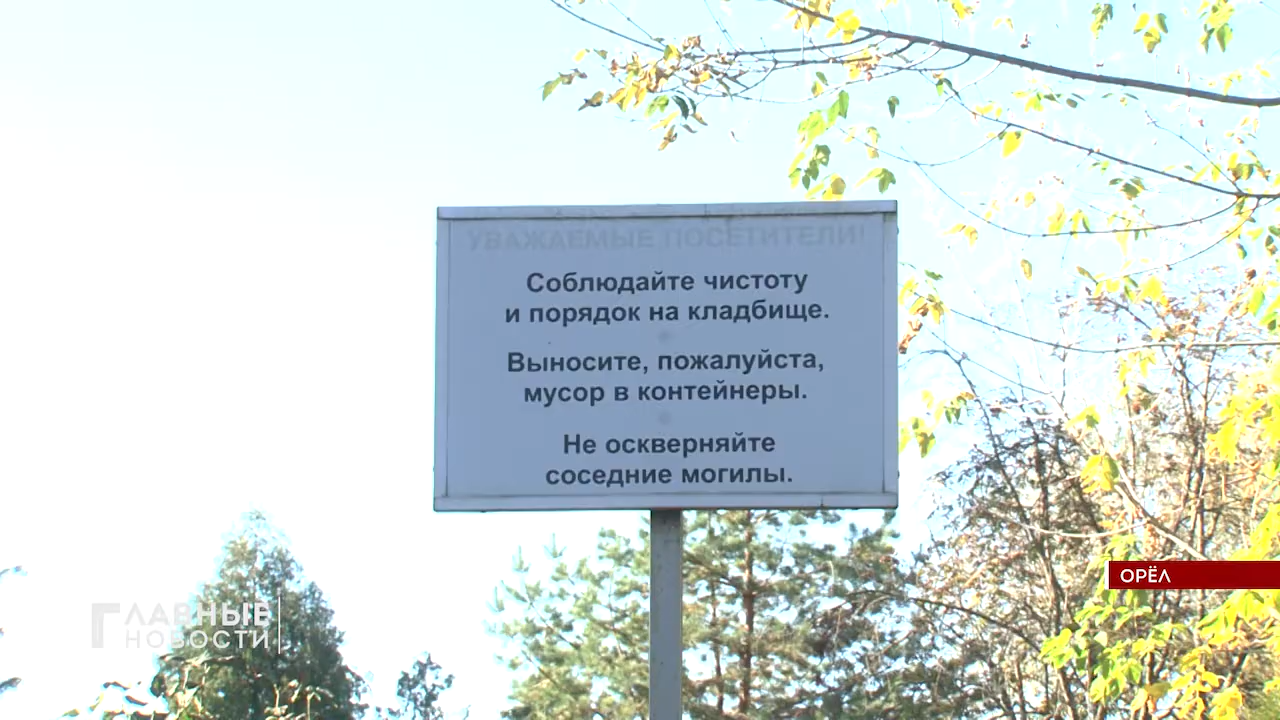 УВАЖАЕМЫЕ ПОСЕТИТЕЛИ!
Соблюдайте чистоту
и порядок на кладбище.
Выносите, пожалуйста,
мусор в контейнеры.
Не оскверняйте
соседние могилы.
ОРЁЛ
ГЛАВНЫЕ
НОВОСТИ